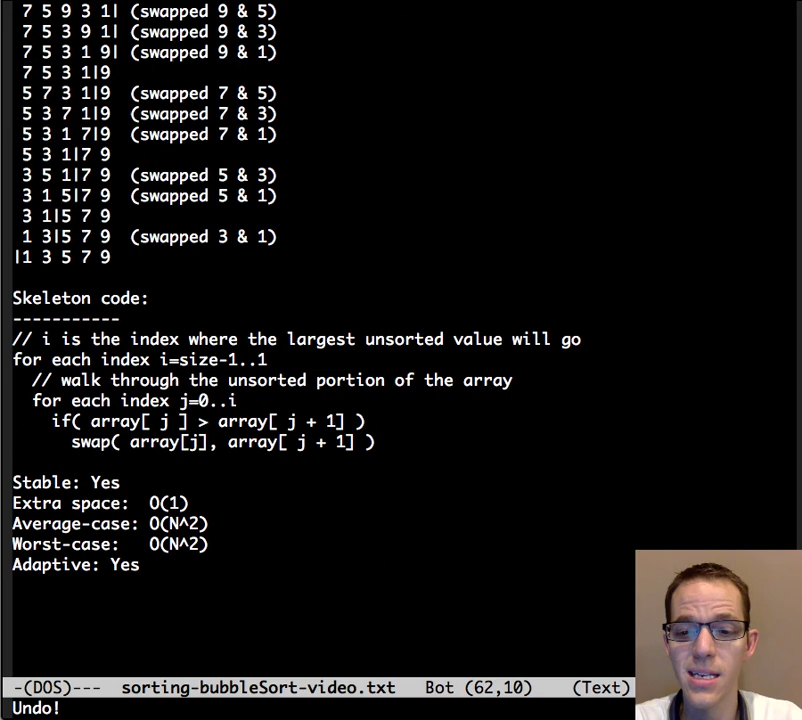 7 5 9 3 1| (swapped 9 & 5)
7 5 3 9 1| (swapped 9 & 3)
7 5 3 1 9| (swapped 9 & 1)
7 5 3 1|9
5 7 3 1|9  (swapped 7 & 5)
5 3 7 1|9  (swapped 7 & 3)
5 3 1 7|9  (swapped 7 & 1)
5 3 1|7 9
3 5 1|7 9  (swapped 5 & 3)
3 1 5|7 9  (swapped 5 & 1)
3 1|5 7 9
1 3|5 7 9  (swapped 3 & 1)
|1 3 5 7 9
Skeleton code:
-----------
// i is the index where the largest unsorted value will go
for each index i=size-1..1
  // walk through the unsorted portion of the array
  for each index j=0..i
    if( array[ j ] > array[ j + 1] )
      swap( array[j], array[ j + 1] )
Stable: Yes
Extra space:  O(1)
Average-case: O(N^2)
Worst-case:   O(N^2)
Adaptive: Yes
-(DOS)---  sorting-bubbleSort-video.txt   Bot (62,10)    (Text)
Undo!